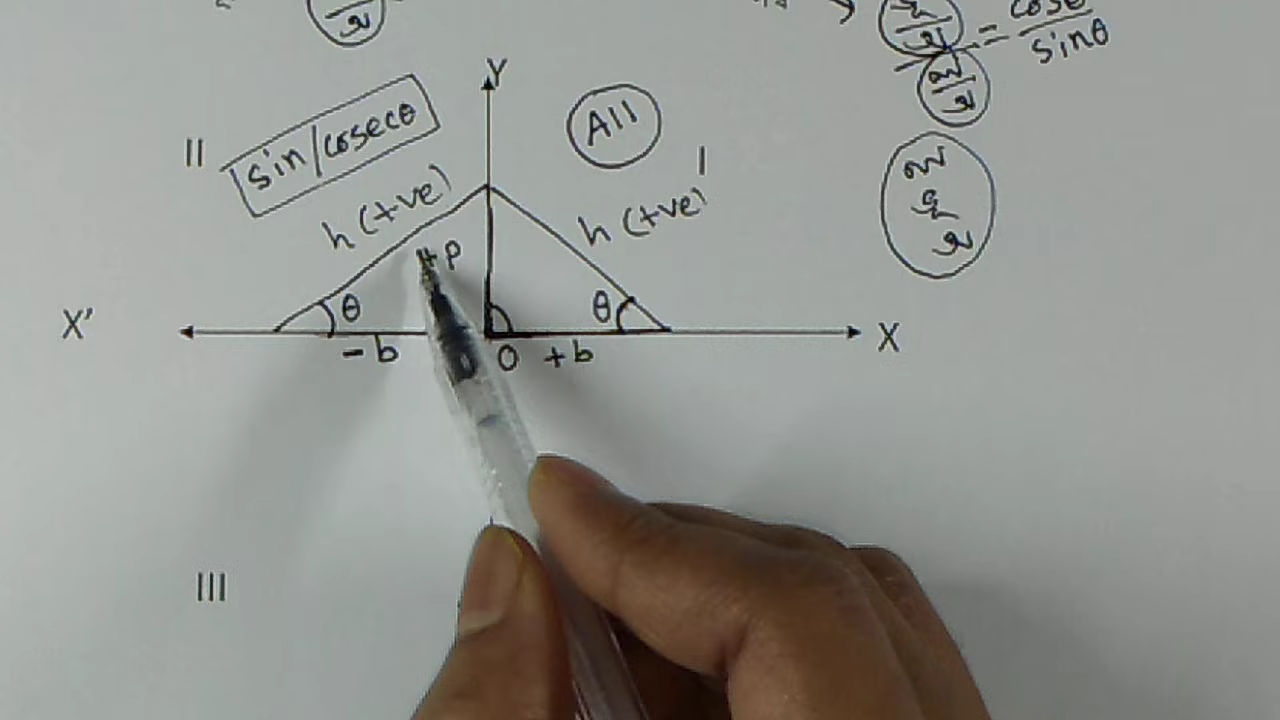 cosθ
=
sinθ
Y
II
sin/cosecθ
All
I
h (+ve)
h (+ve)
+p
θ
θ
X'
X
-b
O
+b
III